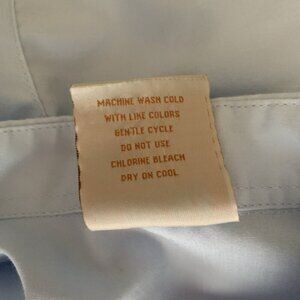 MACHINE WASH COLD
WITH LIKE COLORS
GENTLE CYCLE
DO NOT USE
CHLORINE BLEACH
DRY ON COOL